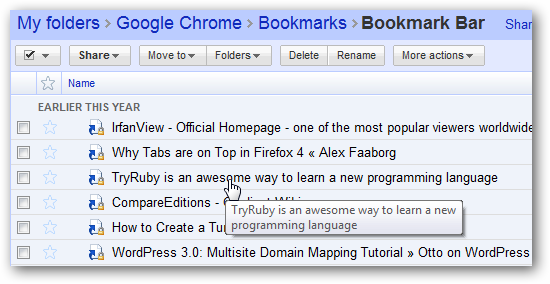 My folders > Google Chrome > Bookmarks > Bookmark Bar Shar
Share Move to Folders Delete Rename More actions
Name
EARLIER THIS YEAR
IrfanView - Official Homepage - one of the most popular viewers worldwide
Why Tabs are on Top in Firefox 4 « Alex Faaborg
TryRuby is an awesome way to learn a new programming language
CompareEditions -
TryRuby is an awesome way to learn a new
programming language
How to Create a Tu
WordPress 3.0: Multisite Domain Mapping Tutorial » Otto on WordPress